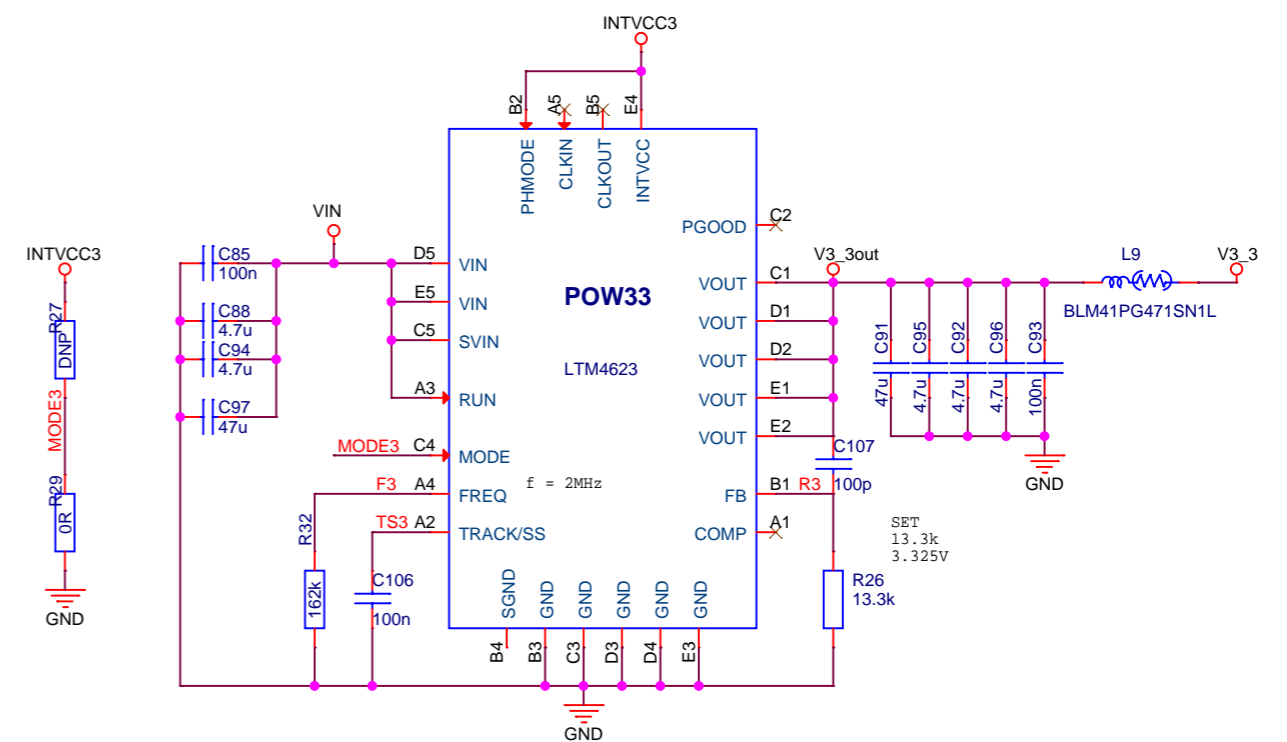 INTVCC3
B2
A5
B5
E4
PHMODE
CLKIN
CLKOUT
INTVCC
VIN
INTVCC3
R27
DNP
MODE3
R29
0R
GND
C85
100n
C88
4.7u
C94
4.7u
C97
47u
D5
VIN
E5
VIN
C5
SVIN
A3
RUN
MODE3
C4
MODE
F3
A4
FREQ
f = 2MHz
TS3
A2
TRACK/SS
R32
162k
C106
100n
POW33
LTM4623
PGOOD
C2
VOUT
C1
VOUT
D1
VOUT
D2
VOUT
E1
VOUT
E2
FB
B1
R3
COMP
A1
SGND
GND
GND
GND
GND
GND
B4
B3
C3
D3
D4
E3
GND
V3_3out
C91
47u
C95
4.7u
C92
4.7u
C96
4.7u
C93
100n
GND
L9
BLM41PG471SN1L
V3_3
C107
100p
SET
13.3k
3.325V
R26
13.3k